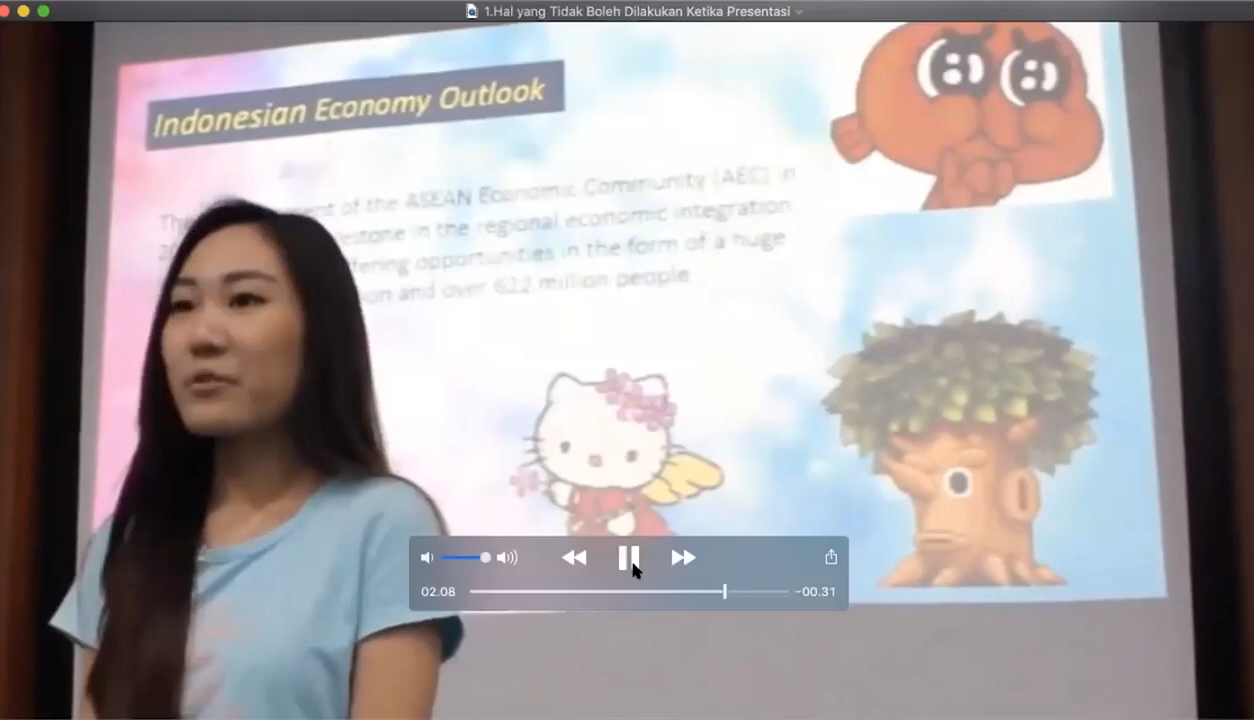 1.Hal yang Tidak Boleh Dilakukan Ketika Presentasi
Indonesian Economy Outlook
of the ASEAN Economic Community (AEC) in
in the regional economic integration
opportunities in the form of a huge
and over 622 million people
02.08
-00.31